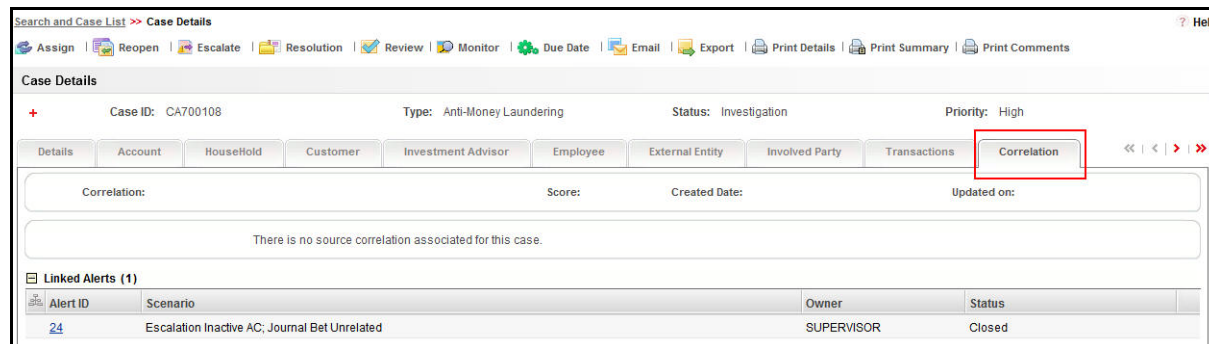 Search and Case List >> Case Details ? Hel
Assign | Reopen | Escalate | Resolution | Review | Monitor | Due Date | Email | Export | Print Details | Print Summary | Print Comments
Case Details
+ Case ID: CA700108 Type: Anti-Money Laundering Status: Investigation Priority: High
Details Account HouseHold Customer Investment Advisor Employee External Entity Involved Party Transactions Correlation << | < | > | >>
Correlation: Score: Created Date: Updated on:
There is no source correlation associated for this case.
Linked Alerts (1)
Alert ID Scenario Owner Status
24 Escalation Inactive AC; Journal Bet Unrelated SUPERVISOR Closed